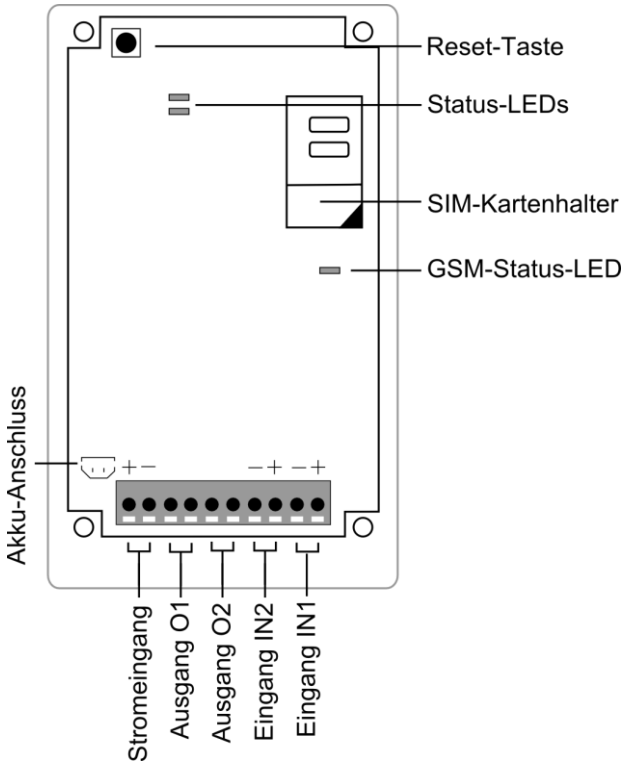 Reset-Taste
Status-LEDs
SIM-Kartenhalter
GSM-Status-LED
Akku-Anschluss
+ − − + − +
Stromeingang
Ausgang O1
Ausgang O2
Eingang IN2
Eingang IN1